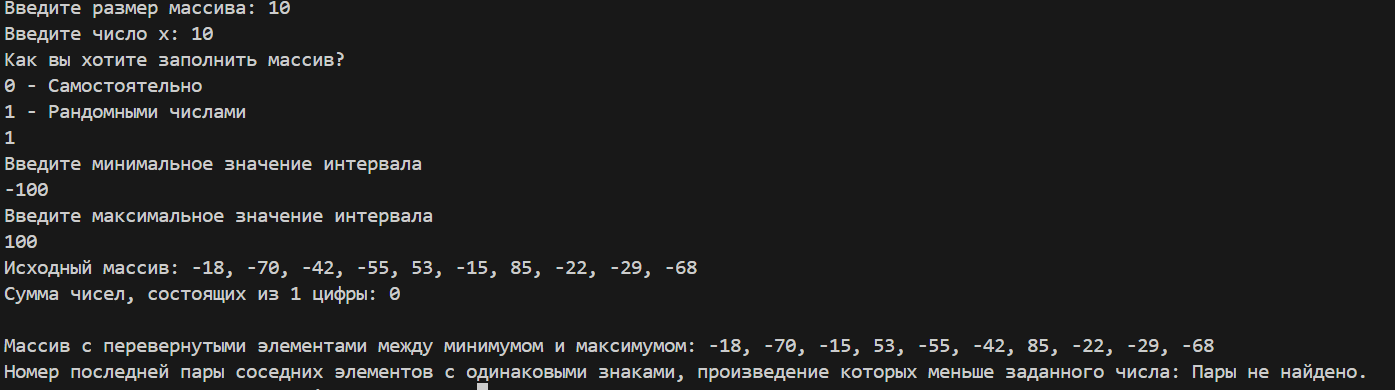 Введите размер массива: 10
Введите число x: 10
Как вы хотите заполнить массив?
0 - Самостоятельно
1 - Рандомными числами
1
Введите минимальное значение интервала
-100
Введите максимальное значение интервала
100
Исходный массив: -18, -70, -42, -55, 53, -15, 85, -22, -29, -68
Сумма чисел, состоящих из 1 цифры: 0
Массив с перевернутыми элементами между минимумом и максимумом: -18, -70, -15, 53, -55, -42, 85, -22, -29, -68
Номер последней пары соседних элементов с одинаковыми знаками, произведение которых меньше заданного числа: Пары не найдено.